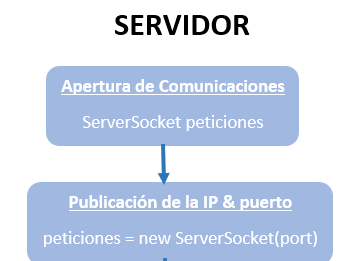 SERVIDOR
Apertura de Comunicaciones
ServerSocket peticiones
Publicación de la IP & puerto
peticiones = new ServerSocket(port)